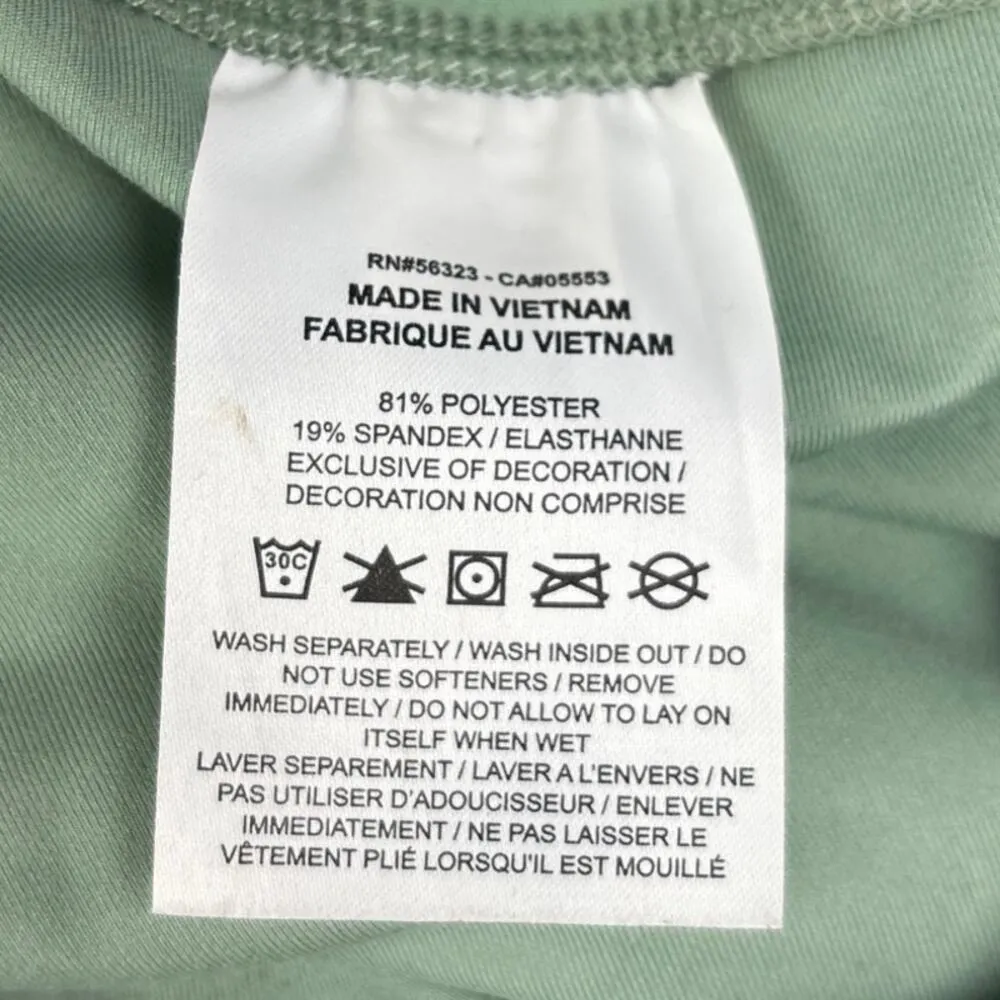 RN#56323 - CA#05553
MADE IN VIETNAM
FABRIQUE AU VIETNAM
81% POLYESTER
19% SPANDEX / ELASTHANNE
EXCLUSIVE OF DECORATION /
DECORATION NON COMPRISE
30C
WASH SEPARATELY / WASH INSIDE OUT / DO
NOT USE SOFTENERS / REMOVE
IMMEDIATELY / DO NOT ALLOW TO LAY ON
ITSELF WHEN WET
LAVER SEPAREMENT / LAVER A L'ENVERS / NE
PAS UTILISER D'ADOUCISSEUR / ENLEVER
IMMEDIATEMENT / NE PAS LAISSER LE
VÊTEMENT PLIÉ LORSQU'IL EST MOUILLÉ